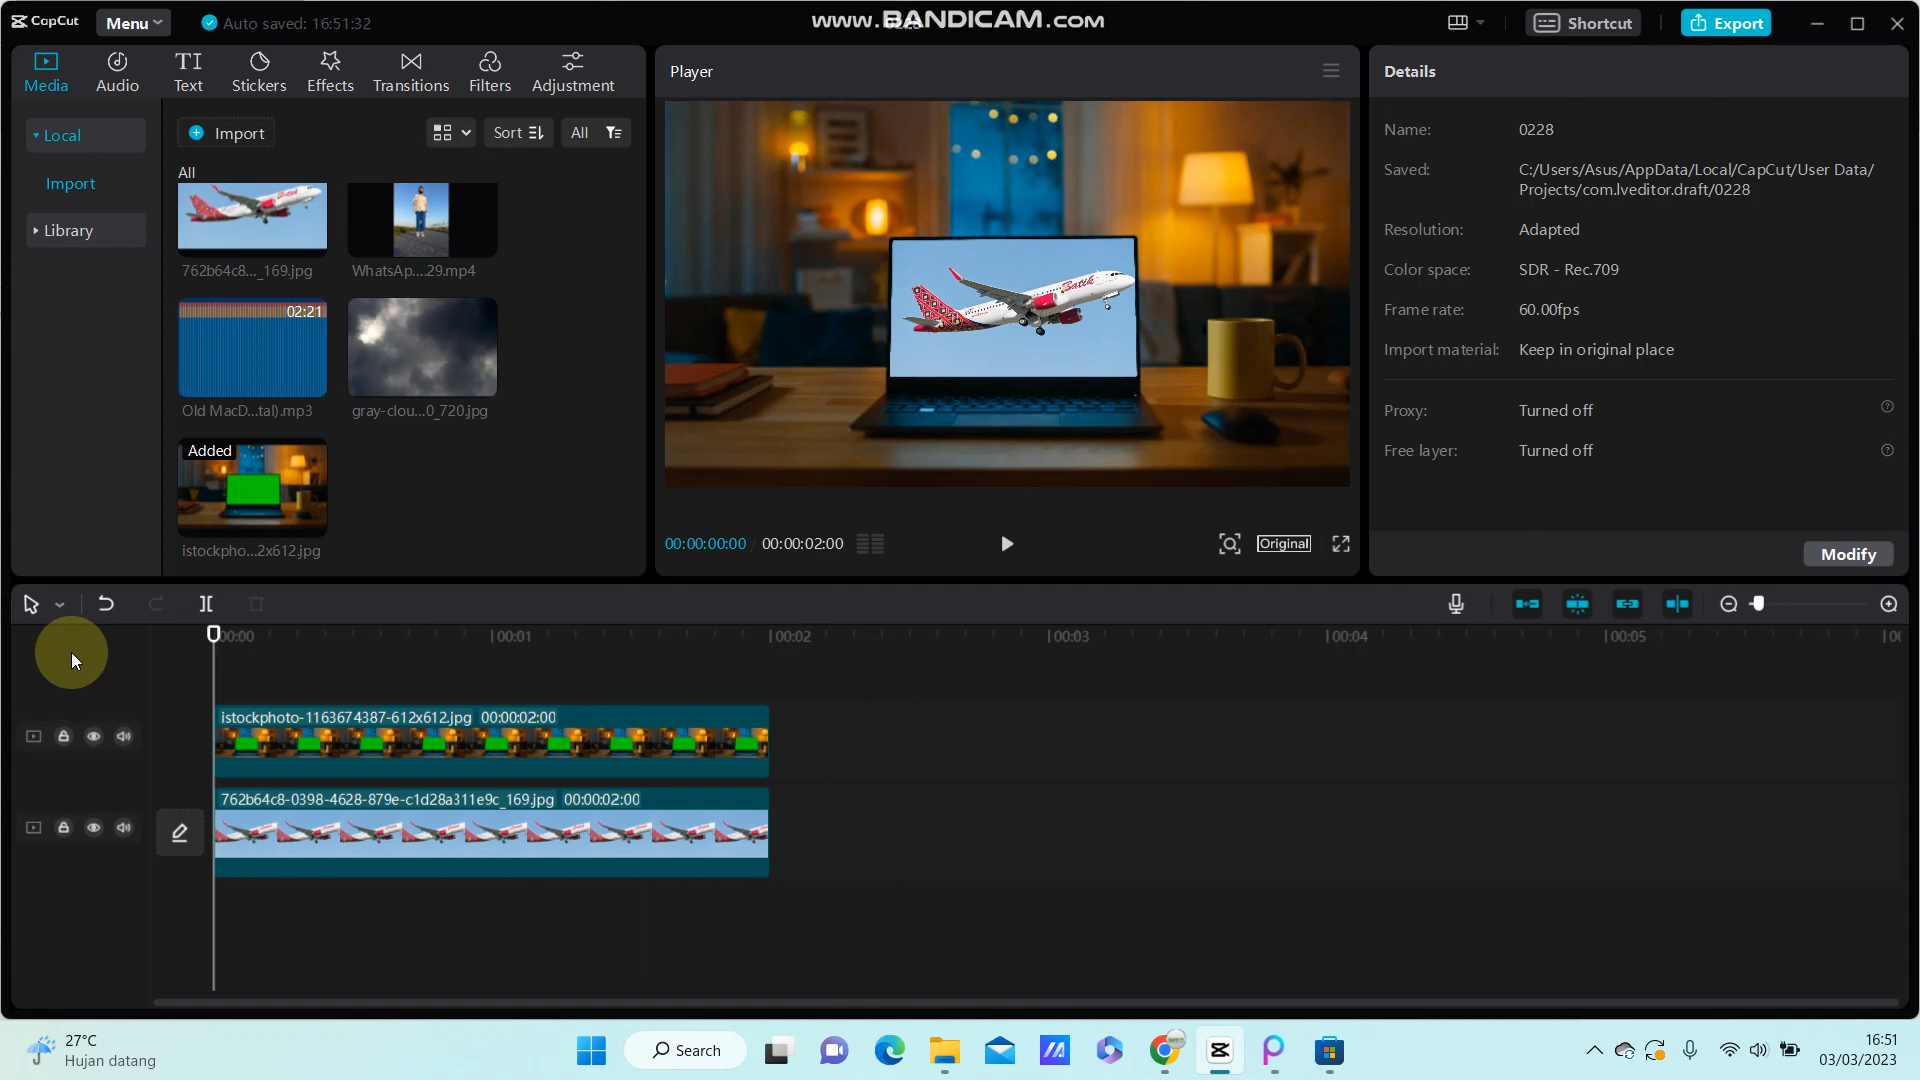 CapCut
Menu
Auto saved: 16:51:32
www.BANDICAM.com
Shortcut
Export
Media
Audio
TI
Text
Stickers
Effects
Transitions
Filters
Adjustment
Player
Details
Local
Import
Library
Import
Sort
All
All
762b64c8..._169.jpg
WhatsAp....29.mp4
02:21
Old MacD...tal).mp3
gray-clou...0_720.jpg
Added
istockpho...2x612.jpg
Batik
00:00:00:00
00:00:02:00
Original
Name: 0228
Saved: C:/Users/Asus/AppData/Local/CapCut/User Data/
Projects/com.lveditor.draft/0228
Resolution: Adapted
Color space: SDR - Rec.709
Frame rate: 60.00fps
Import material: Keep in original place
Proxy: Turned off
Free layer: Turned off
Modify
00:00
00:01
00:02
00:03
00:04
00:05
istockphoto-1163674387-612x612.jpg 00:00:02:00
762b64c8-0398-4628-879e-c1d28a311e9c_169.jpg 00:00:02:00
27°C
Hujan datang
Search
16:51
03/03/2023